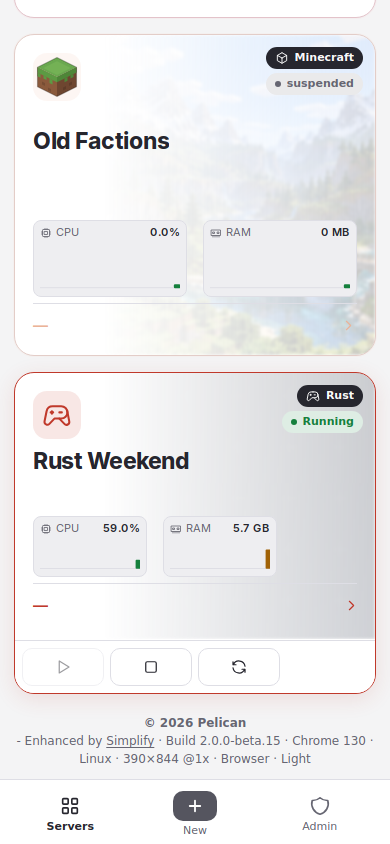 Minecraft
suspended
Old Factions
CPU 0.0%
RAM 0 MB
—
Rust
Running
Rust Weekend
CPU 59.0%
RAM 5.7 GB
—
© 2026 Pelican
- Enhanced by Simplify · Build 2.0.0-beta.15 · Chrome 130 ·
Linux · 390×844 @1x · Browser · Light
Servers
New
Admin